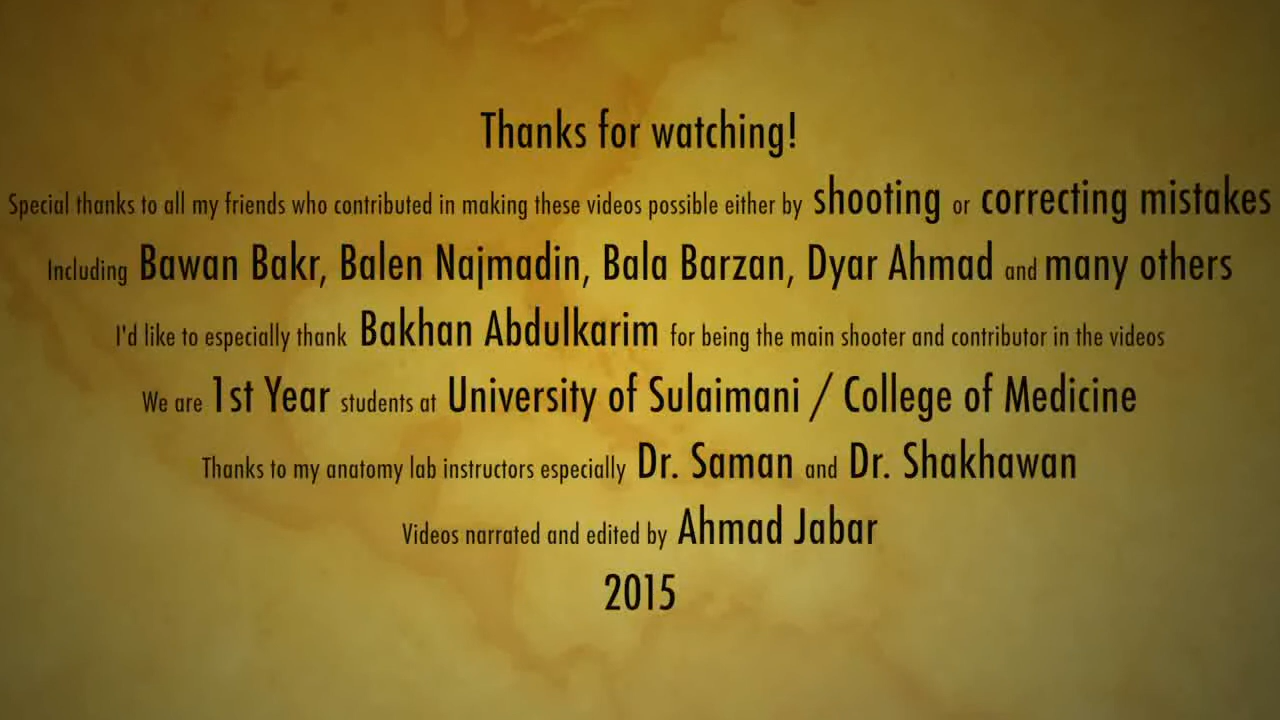 Thanks for watching!
Special thanks to all my friends who contributed in making these videos possible either by shooting or correcting mistakes
Including Bawan Bakr, Balen Najmadin, Bala Barzan, Dyar Ahmad and many others
I'd like to especially thank Bakhan Abdulkarim for being the main shooter and contributor in the videos
We are 1st Year students at University of Sulaimani / College of Medicine
Thanks to my anatomy lab instructors especially Dr. Saman and Dr. Shakhawan
Videos narrated and edited by Ahmad Jabar
2015